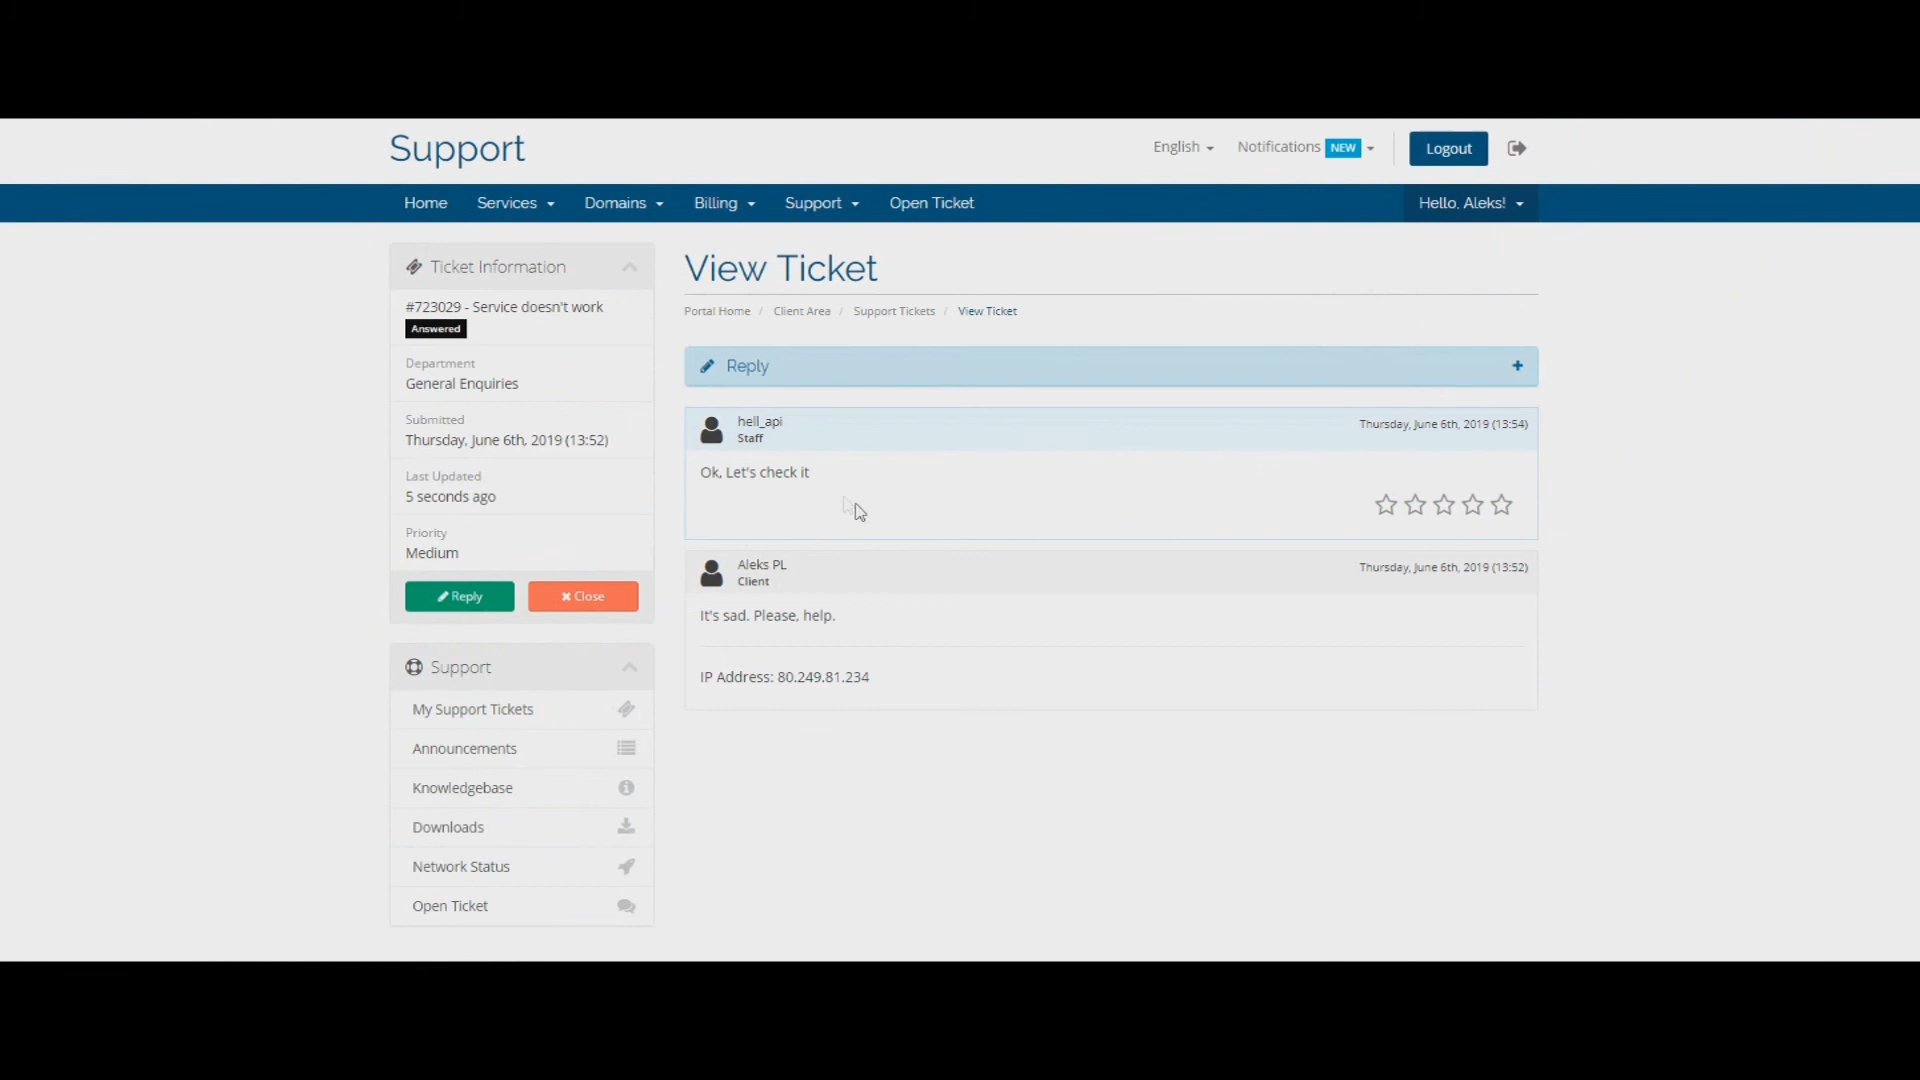 Support
English
Notifications NEW
Logout
Home Services Domains Billing Support Open Ticket Hello, Aleks!
Ticket Information
#723029 - Service doesn't work
Answered
Department
General Enquiries
Submitted
Thursday, June 6th, 2019 (13:52)
Last Updated
5 seconds ago
Priority
Medium
Reply Close
Support
My Support Tickets
Announcements
Knowledgebase
Downloads
Network Status
Open Ticket
View Ticket
Portal Home / Client Area / Support Tickets / View Ticket
Reply +
hell_api Thursday, June 6th, 2019 (13:54)
Staff
Ok, Let's check it
Aleks PL Thursday, June 6th, 2019 (13:52)
Client
It's sad. Please, help.
IP Address: 80.249.81.234